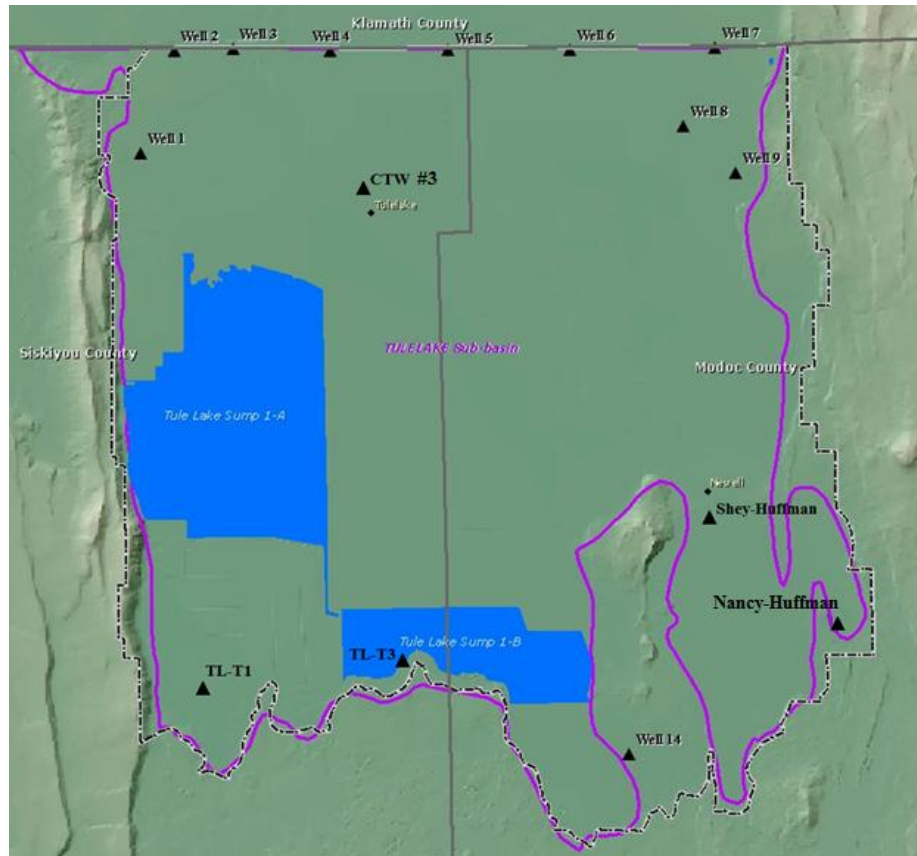 Klamath County
Well 2
Well 3
Well 4
Well 5
Well 6
Well 7
Well 8
Well 1
Well 9
CTW #3
Tulelake
Siskiyou County
TULELAKE Sub-basin
Modoc County
Tule Lake Sump 1-A
Newell
Shey-Huffman
Nancy-Huffman
Tule Lake Sump 1-B
TL-T3
TL-T1
Well 14